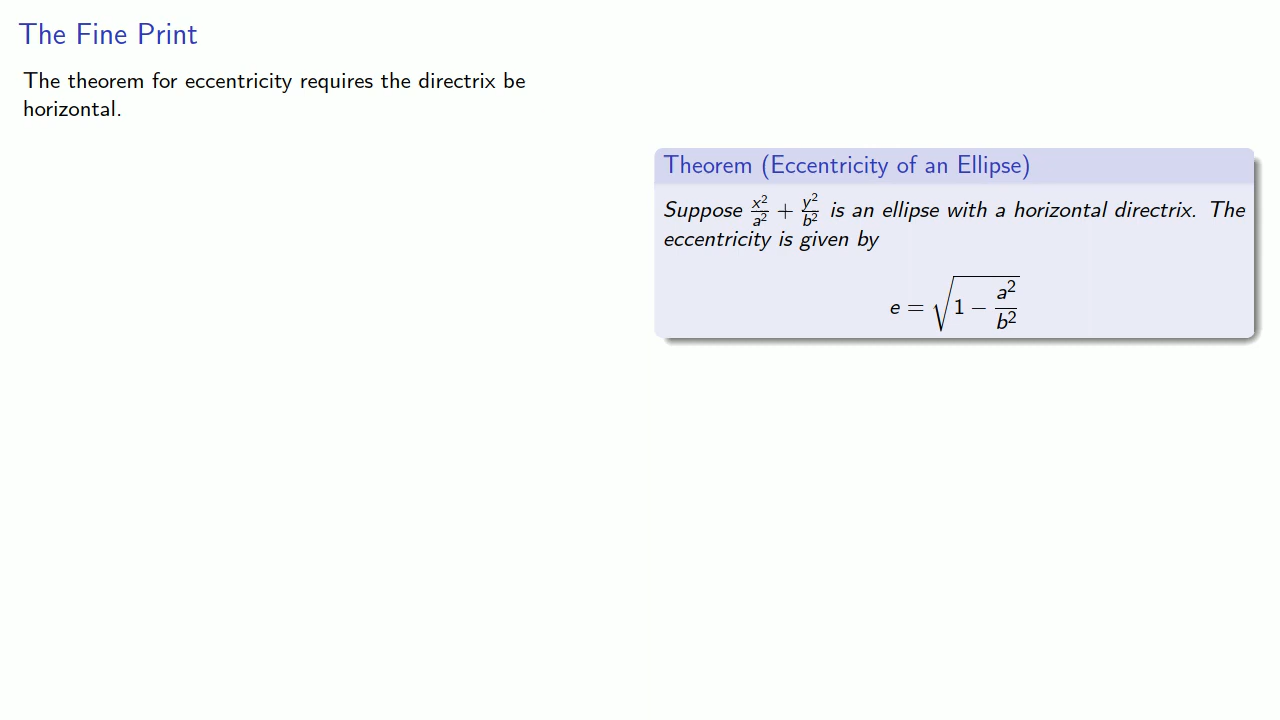 The Fine Print
The theorem for eccentricity requires the directrix be
horizontal.
Theorem (Eccentricity of an Ellipse)
Suppose x²/a² + y²/b² is an ellipse with a horizontal directrix. The
eccentricity is given by
e = √(1 − a²/b²)